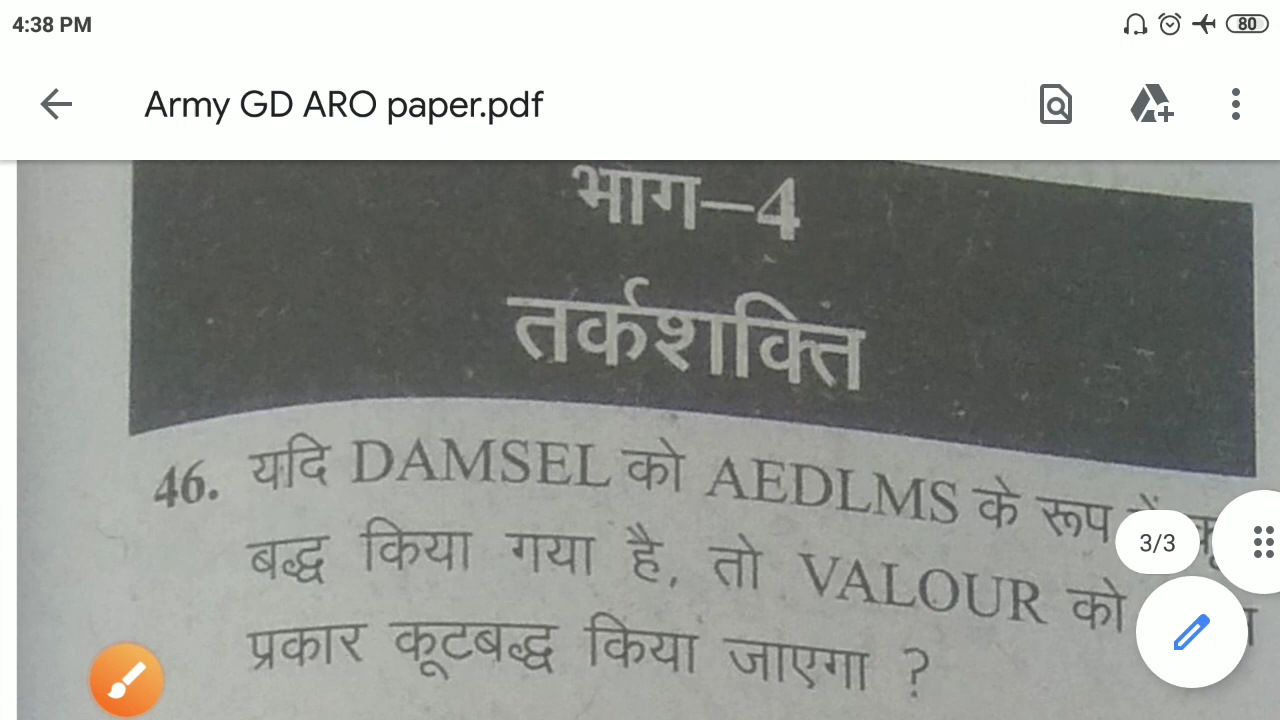 4:38 PM
80
Army GD ARO paper.pdf
भाग–4
तर्कशक्ति
46. यदि DAMSEL को AEDLMS के रूप में
बद्ध किया गया है, तो VALOUR को
प्रकार कूटबद्ध किया जाएगा ?
3/3